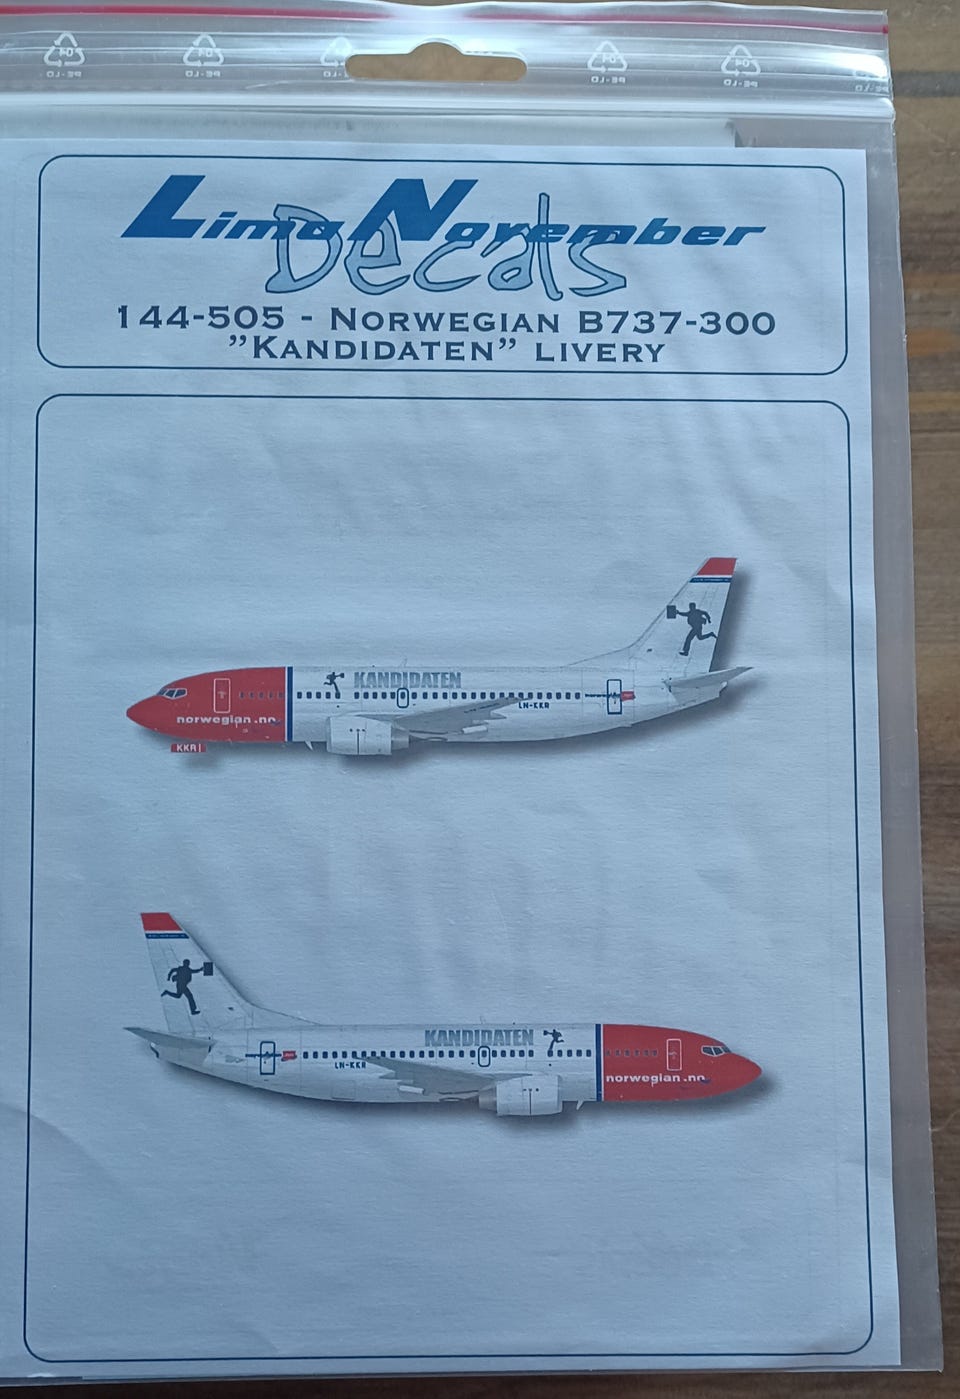 Lima November
Decals
144-505 - NORWEGIAN B737-300
”KANDIDATEN” LIVERY
KANDIDATEN
LN-KKR
norwegian.no
KKR
KANDIDATEN
LN-KKR
norwegian.no